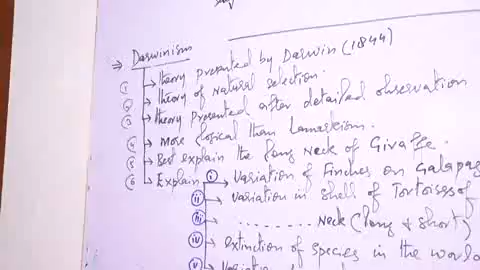 ⇒ Darwinism
① theory presented by Darwin (1844)
② theory of Natural selection.
③ theory Presented after detailed observation
④ More logical than Lamarkism.
⑤ Best explain the long Neck of Giraffe.
⑥ Explain ⓘ Variation of Finches on Galapag
ⅱ Variation in shell of Tortoises of
ⅲ ........... Neck (long & short)
ⅳ extinction of species in the world
ⅴ Variation